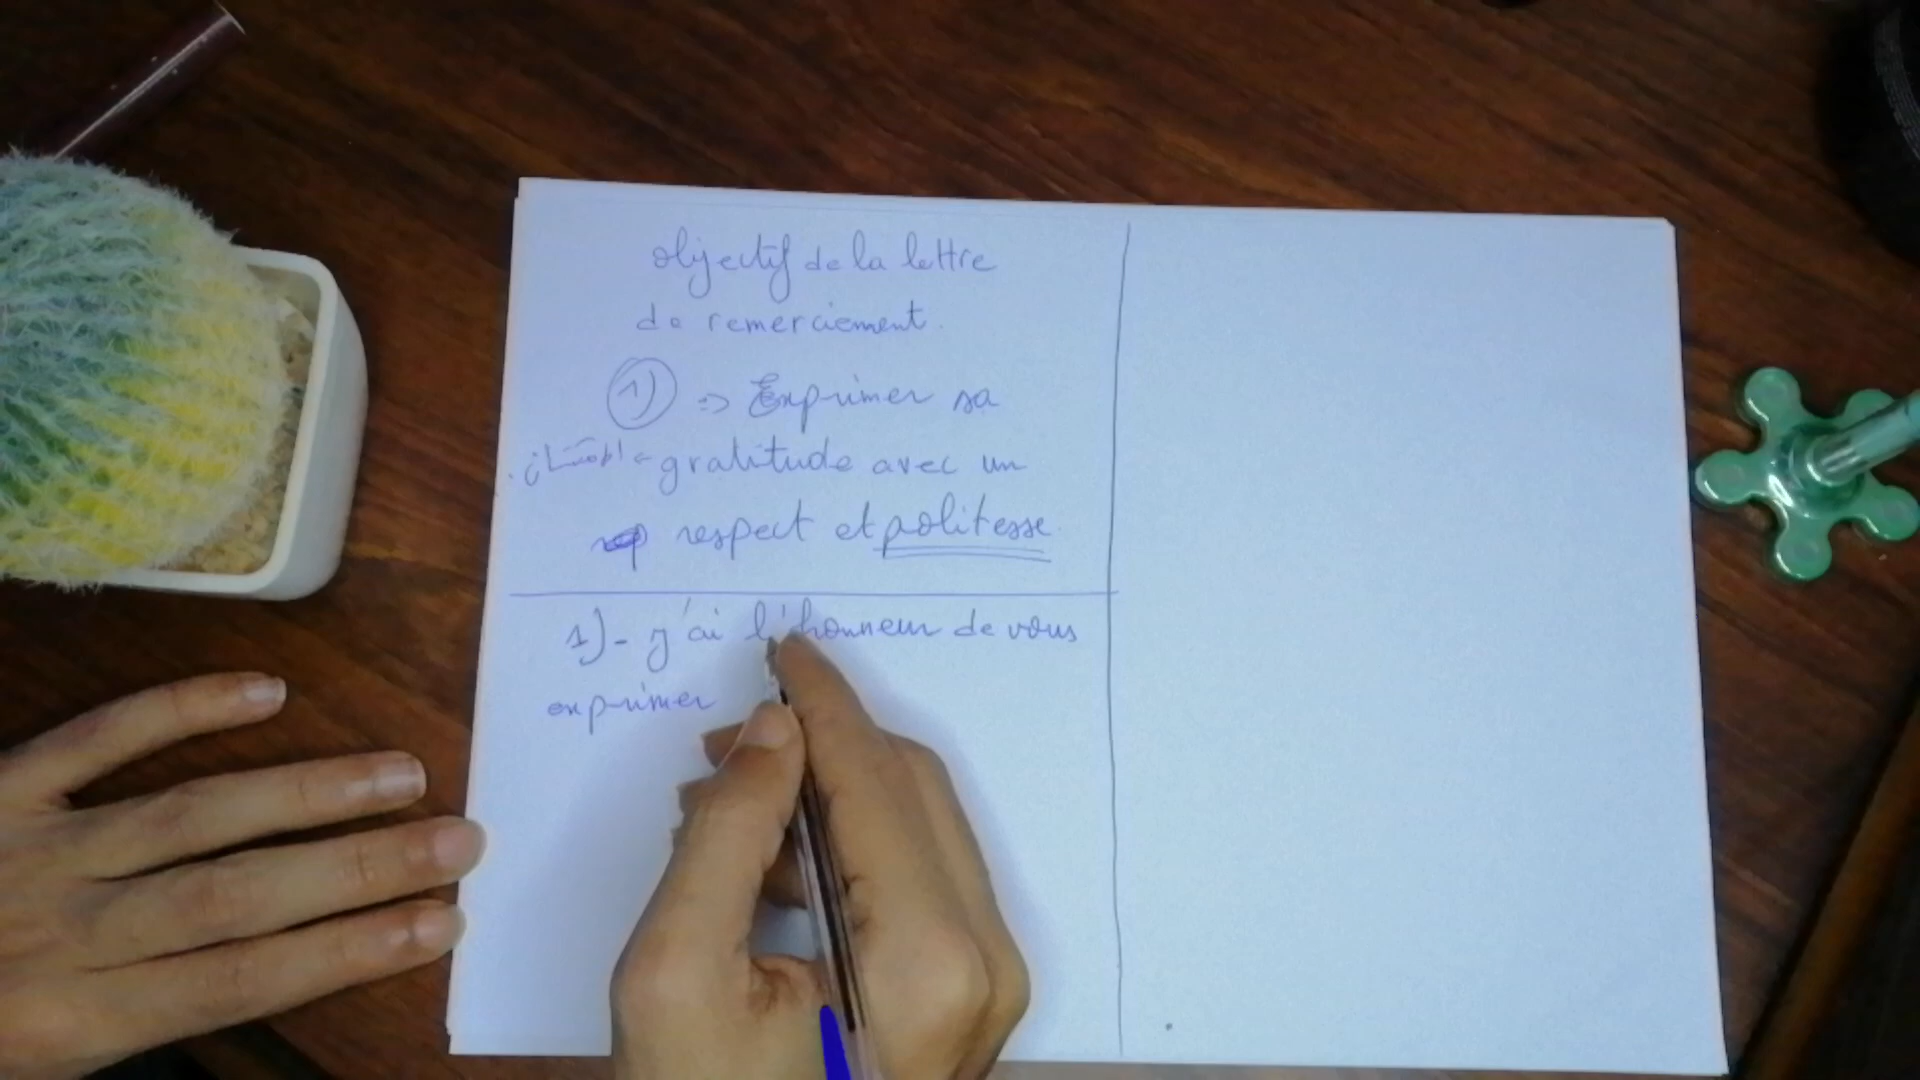 objectif de la lettre
de remerciement.
1) => Exprimer sa
gratitude avec un
respect et politesse.
1)- j'ai l'honneur de vous
exprimer